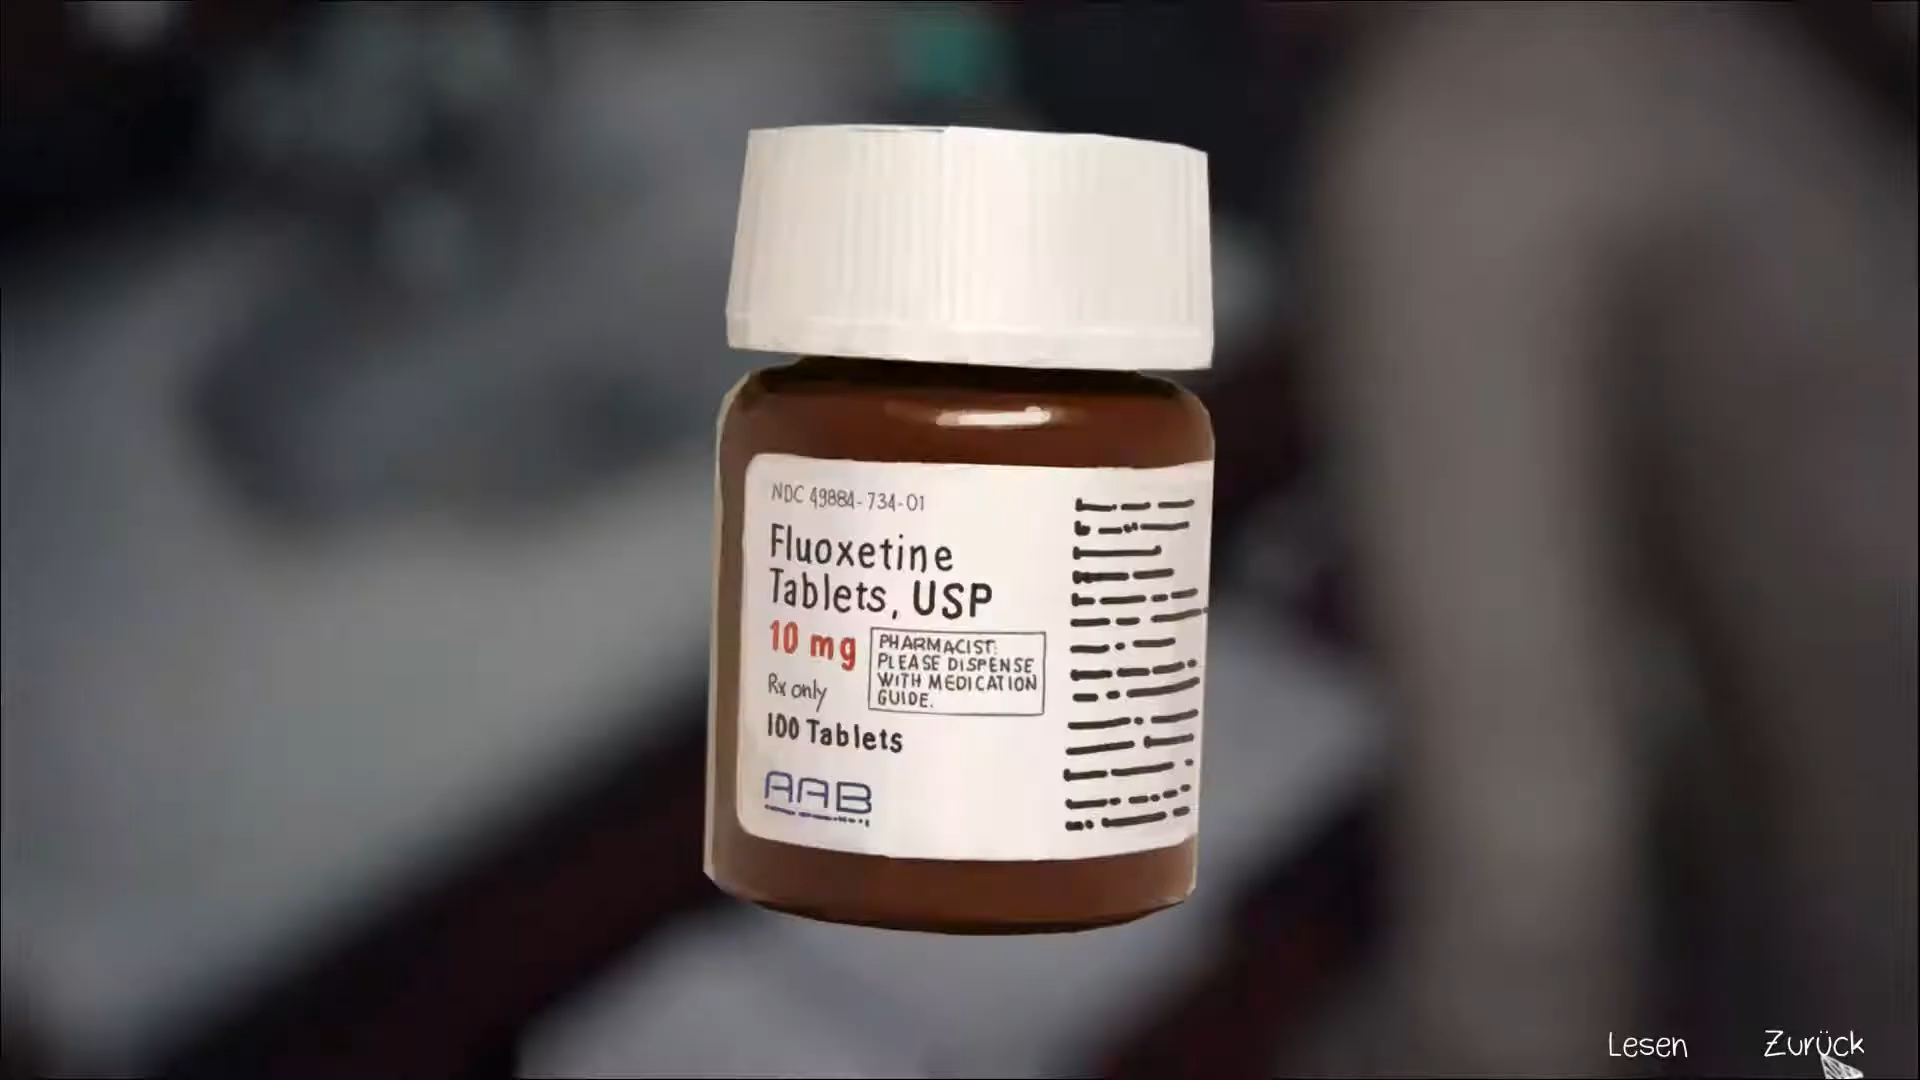 NDC 49884-734-01
Fluoxetine
Tablets, USP
10 mg
PHARMACIST:
PLEASE DISPENSE
WITH MEDICATION
GUIDE.
Rx only
100 Tablets
AAB
Lesen
Zurück